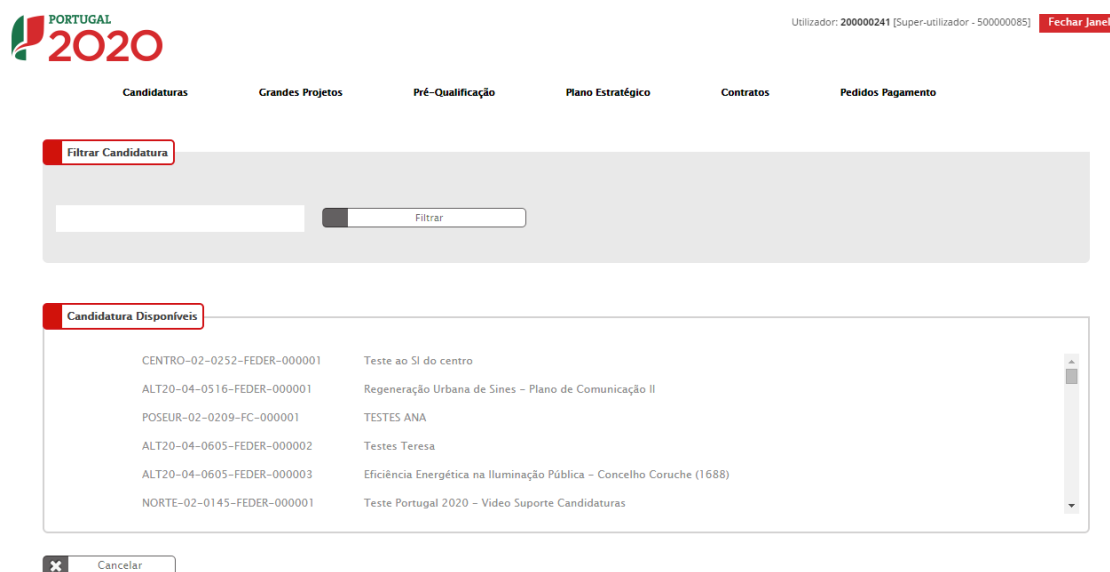 PORTUGAL
2020
Utilizador: 200000241 [Super-utilizador - 500000085]
Fechar Janel
Candidaturas Grandes Projetos Pré-Qualificação Plano Estratégico Contratos Pedidos Pagamento
Filtrar Candidatura
Filtrar
Candidatura Disponíveis
CENTRO-02-0252-FEDER-000001 Teste ao SI do centro
ALT20-04-0516-FEDER-000001 Regeneração Urbana de Sines - Plano de Comunicação II
POSEUR-02-0209-FC-000001 TESTES ANA
ALT20-04-0605-FEDER-000002 Testes Teresa
ALT20-04-0605-FEDER-000003 Eficiência Energética na Iluminação Pública - Concelho Coruche (1688)
NORTE-02-0145-FEDER-000001 Teste Portugal 2020 - Video Suporte Candidaturas
Cancelar